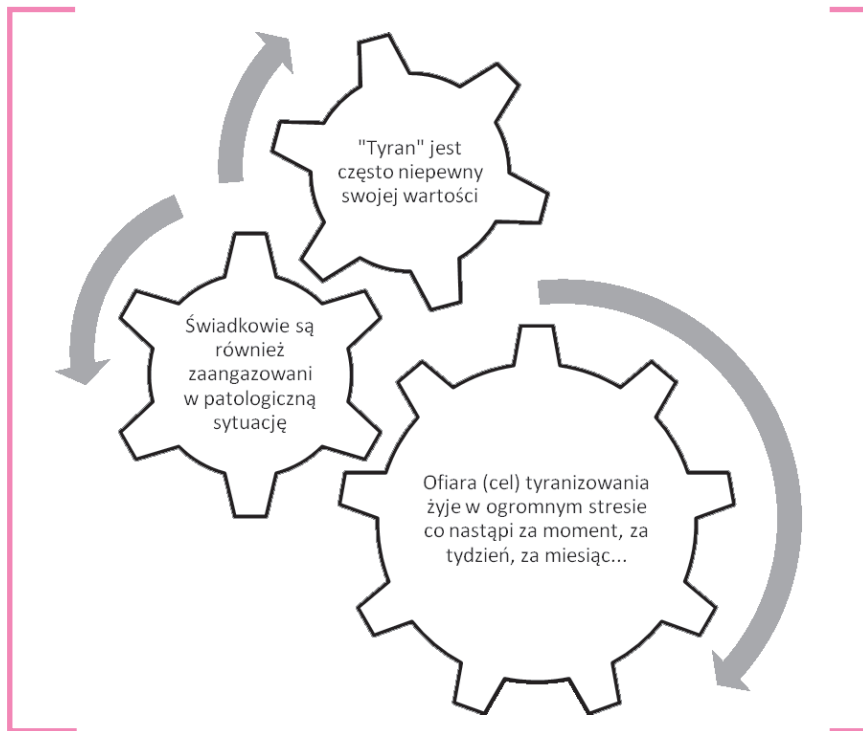 "Tyran" jest
często niepewny
swojej wartości
Świadkowie są
również
zaangazowani
w patologiczną
sytuację
Ofiara (cel) tyranizowania
żyje w ogromnym stresie
co nastąpi za moment, za
tydzień, za miesiąc...